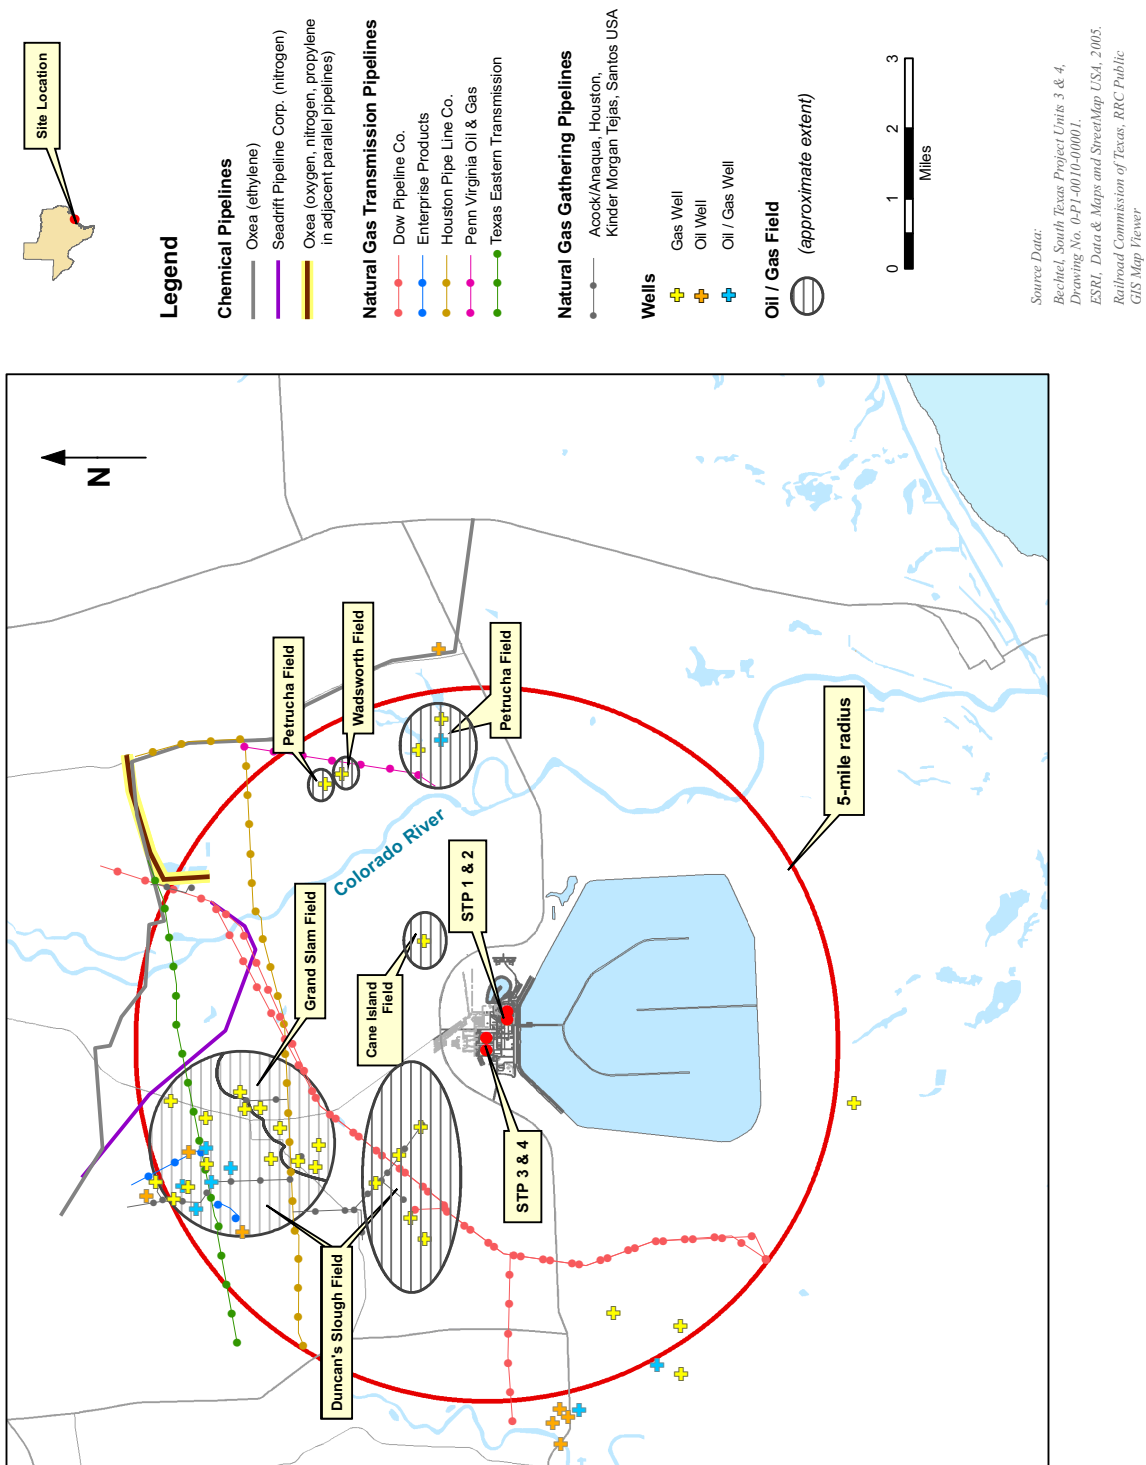 Site Location
Legend
Chemical Pipelines
Oxea (ethylene)
Seadrift Pipeline Corp. (nitrogen)
Oxea (oxygen, nitrogen, propylene
in adjacent parallel pipelines)
Natural Gas Transmission Pipelines
Dow Pipeline Co.
Enterprise Products
Houston Pipe Line Co.
Penn Virginia Oil & Gas
Texas Eastern Transmission
Natural Gas Gathering Pipelines
Acock/Anaqua, Houston,
Kinder Morgan Tejas, Santos USA
Wells
Gas Well
Oil Well
Oil / Gas Well
Oil / Gas Field
(approximate extent)
0 1 2 3
Miles
Source Data:
Bechtel, South Texas Project Units 3 & 4,
Drawing No. 0-P1-0010-00001.
ESRI, Data & Maps and StreetMap USA, 2005.
Railroad Commission of Texas, RRC Public
GIS Map Viewer
N
Petrucha Field
Wadsworth Field
Petrucha Field
5-mile radius
Colorado River
Grand Slam Field
STP 1 & 2
Cane Island
Field
STP 3 & 4
Duncan's Slough Field